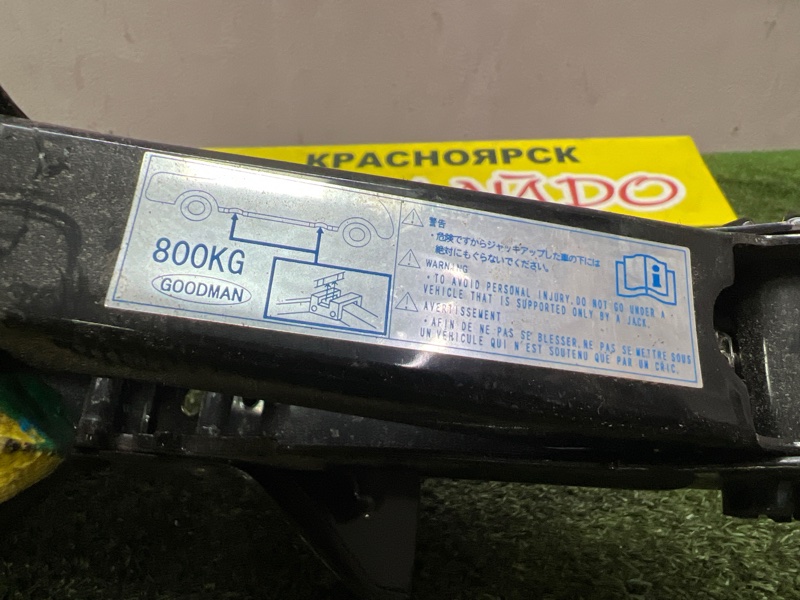 КРАСНОЯРСК
800KG
GOODMAN
警告
・危険ですからジャッキアップした車の下には
絶対にもぐらないでください。
WARNING
・TO AVOID PERSONAL INJURY, DO NOT GO UNDER A
VEHICLE THAT IS SUPPORTED ONLY BY A JACK.
AVERTISSEMENT
・AFIN DE NE PAS SE BLESSER, NE PAS SE METTRE SOUS
UN VEHICULE QUI N'EST SOUTENU QUE PAR UN CRIC.